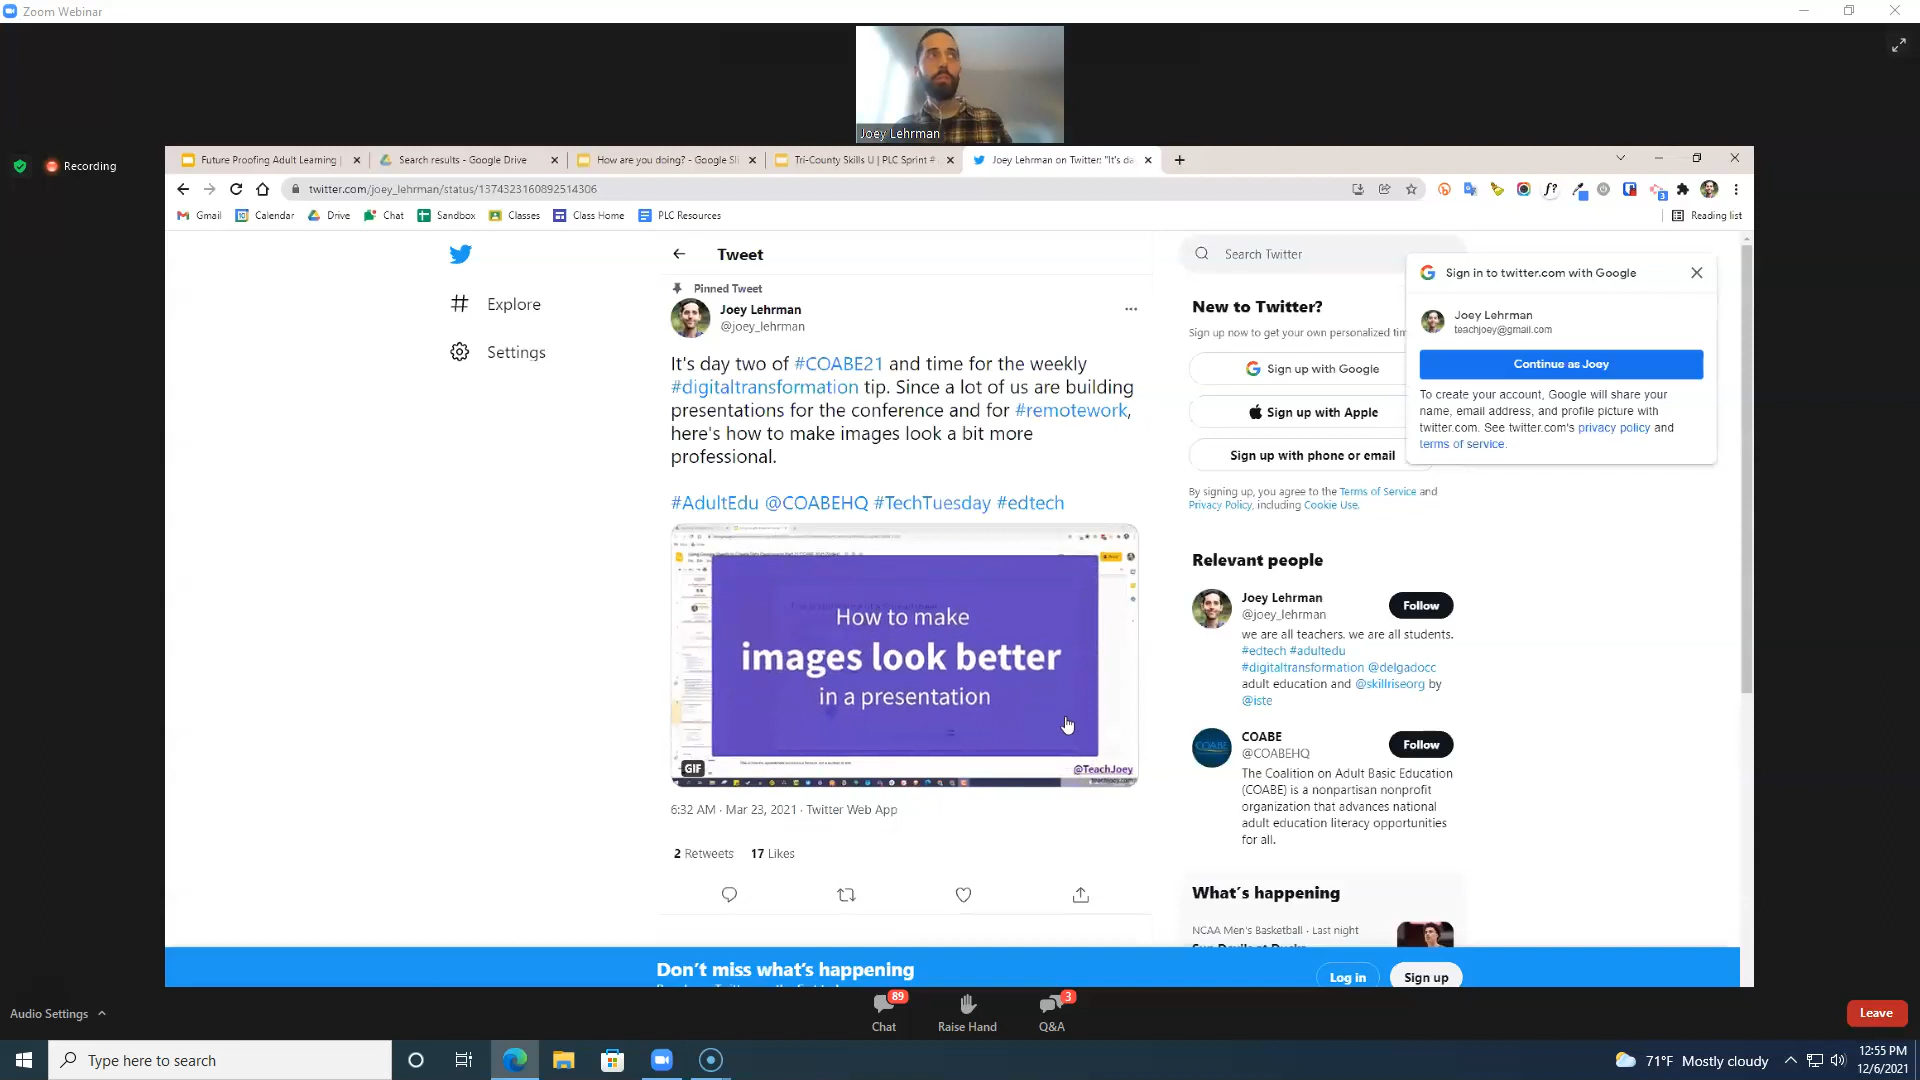 Zoom Webinar
Joey Lehrman
Recording
Future Proofing Adult Learning
Search results - Google Drive
How are you doing? - Google Sl
Tri-County Skills U | PLC Sprint #
Joey Lehrman on Twitter: "It's da
twitter.com/joey_lehrman/status/1374323160892514306
Gmail
Calendar
Drive
Chat
Sandbox
Classes
Class Home
PLC Resources
Reading list
Tweet
Explore
Settings
Pinned Tweet
Joey Lehrman
@joey_lehrman
It's day two of #COABE21 and time for the weekly
#digitaltransformation tip. Since a lot of us are building
presentations for the conference and for #remotework,
here's how to make images look a bit more
professional.
#AdultEdu @COABEHQ #TechTuesday #edtech
How to make
images look better
in a presentation
GIF
@TeachJoey
6:32 AM · Mar 23, 2021 · Twitter Web App
2 Retweets 17 Likes
Search Twitter
New to Twitter?
Sign up now to get your own personalized tim
Sign up with Google
Sign up with Apple
Sign up with phone or email
By signing up, you agree to the Terms of Service and
Privacy Policy, including Cookie Use.
Sign in to twitter.com with Google
Joey Lehrman
teachjoey@gmail.com
Continue as Joey
To create your account, Google will share your
name, email address, and profile picture with
twitter.com. See twitter.com's privacy policy and
terms of service.
Relevant people
Joey Lehrman
@joey_lehrman
Follow
we are all teachers. we are all students.
#edtech #adultedu
#digitaltransformation @delgadocc
adult education and @skillriseorg by
@iste
COABE
COABE
@COABEHQ
Follow
The Coalition on Adult Basic Education
(COABE) is a nonpartisan nonprofit
organization that advances national
adult education literacy opportunities
for all.
What's happening
NCAA Men's Basketball · Last night
Sun Devils at Ducks
Don't miss what's happening
Log in
Sign up
Audio Settings
89
Chat
Raise Hand
3
Q&A
Leave
Type here to search
71°F Mostly cloudy
12:55 PM
12/6/2021